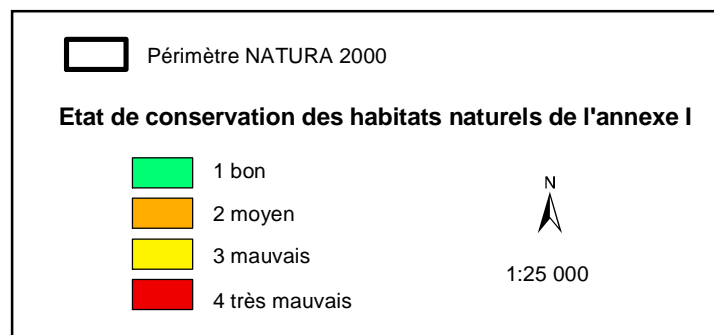 Périmètre NATURA 2000
Etat de conservation des habitats naturels de l'annexe I
1 bon
2 moyen
3 mauvais
4 très mauvais
N
1:25 000